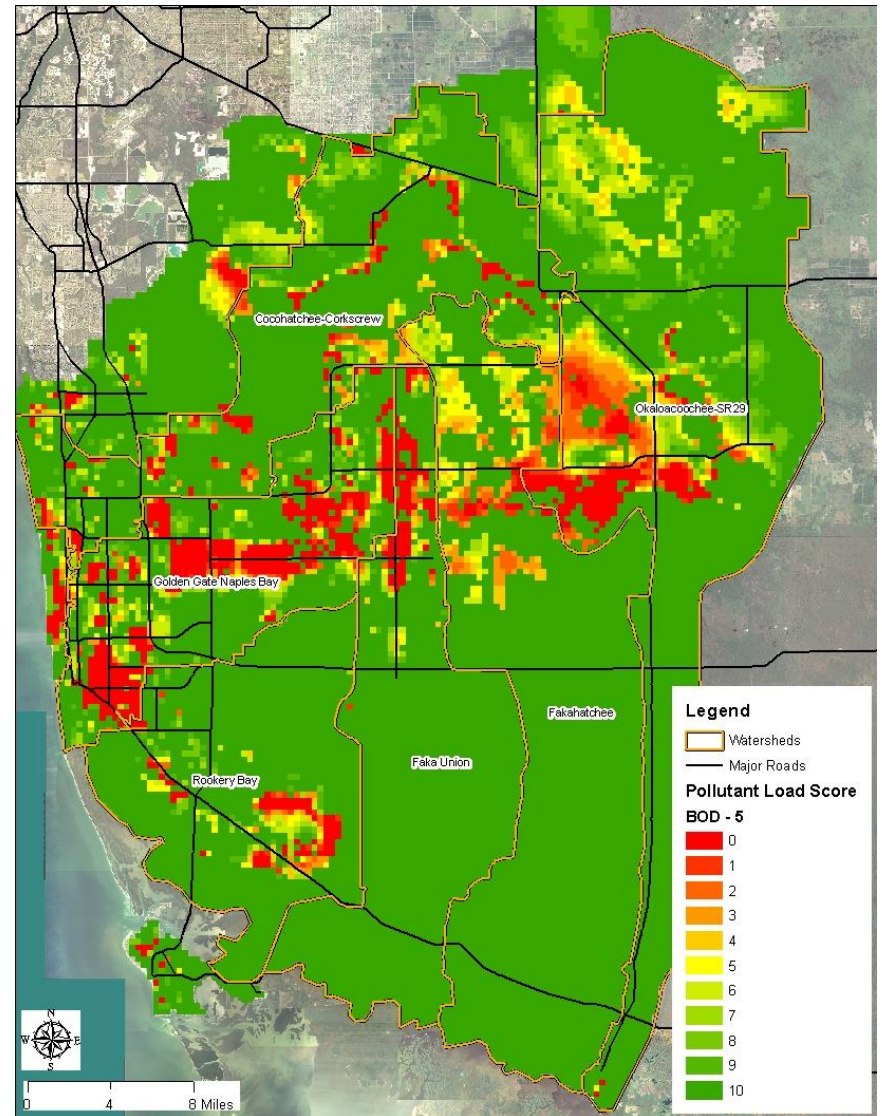 Cocohatchee-Corkscrew
Okaloacoochee-SR29
Golden Gate Naples Bay
Fakahatchee
Faka Union
Rookery Bay
Legend
Watersheds
Major Roads
Pollutant Load Score
BOD - 5
0
1
2
3
4
5
6
7
8
9
10
N
W E
S
0 4 8 Miles